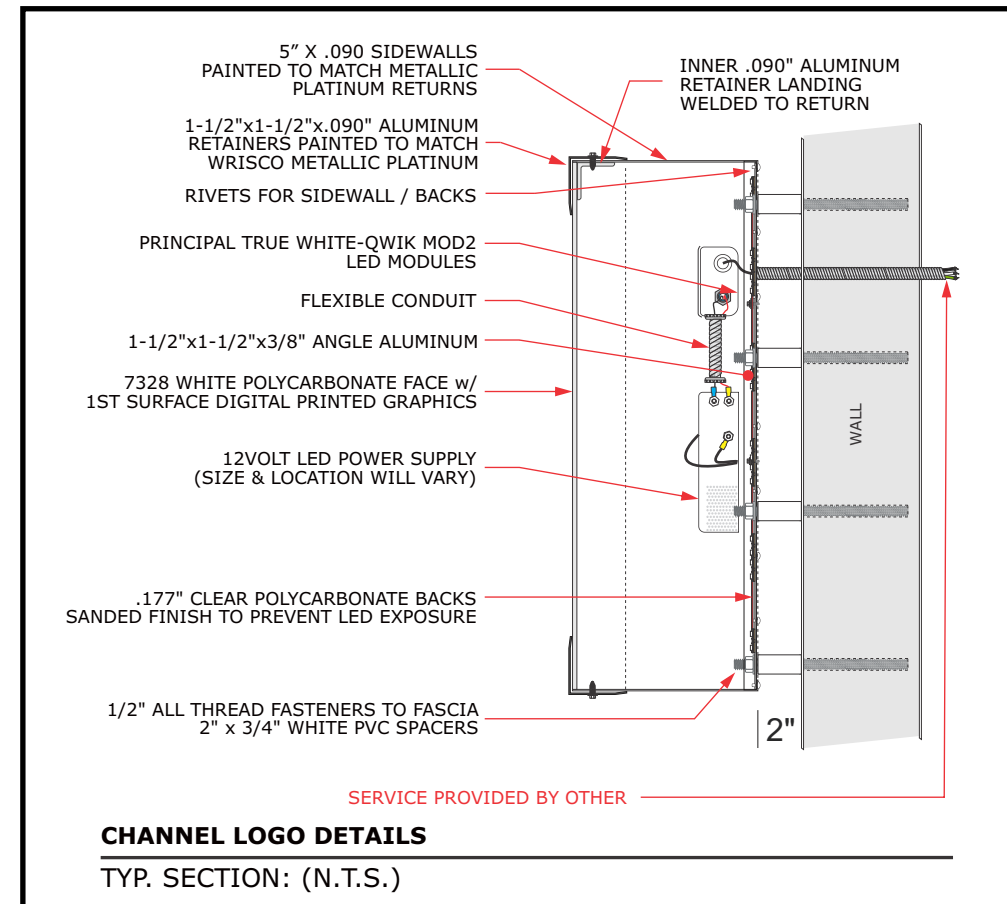 5” X .090 SIDEWALLS
PAINTED TO MATCH METALLIC
PLATINUM RETURNS
INNER .090" ALUMINUM
RETAINER LANDING
WELDED TO RETURN
1-1/2"x1-1/2"x.090" ALUMINUM
RETAINERS PAINTED TO MATCH
WRISCO METALLIC PLATINUM
RIVETS FOR SIDEWALL / BACKS
PRINCIPAL TRUE WHITE-QWIK MOD2
LED MODULES
FLEXIBLE CONDUIT
1-1/2"x1-1/2"x3/8" ANGLE ALUMINUM
7328 WHITE POLYCARBONATE FACE w/
1ST SURFACE DIGITAL PRINTED GRAPHICS
WALL
12VOLT LED POWER SUPPLY
(SIZE & LOCATION WILL VARY)
.177" CLEAR POLYCARBONATE BACKS
SANDED FINISH TO PREVENT LED EXPOSURE
1/2" ALL THREAD FASTENERS TO FASCIA
2" x 3/4" WHITE PVC SPACERS
2"
SERVICE PROVIDED BY OTHER
CHANNEL LOGO DETAILS
TYP. SECTION: (N.T.S.)